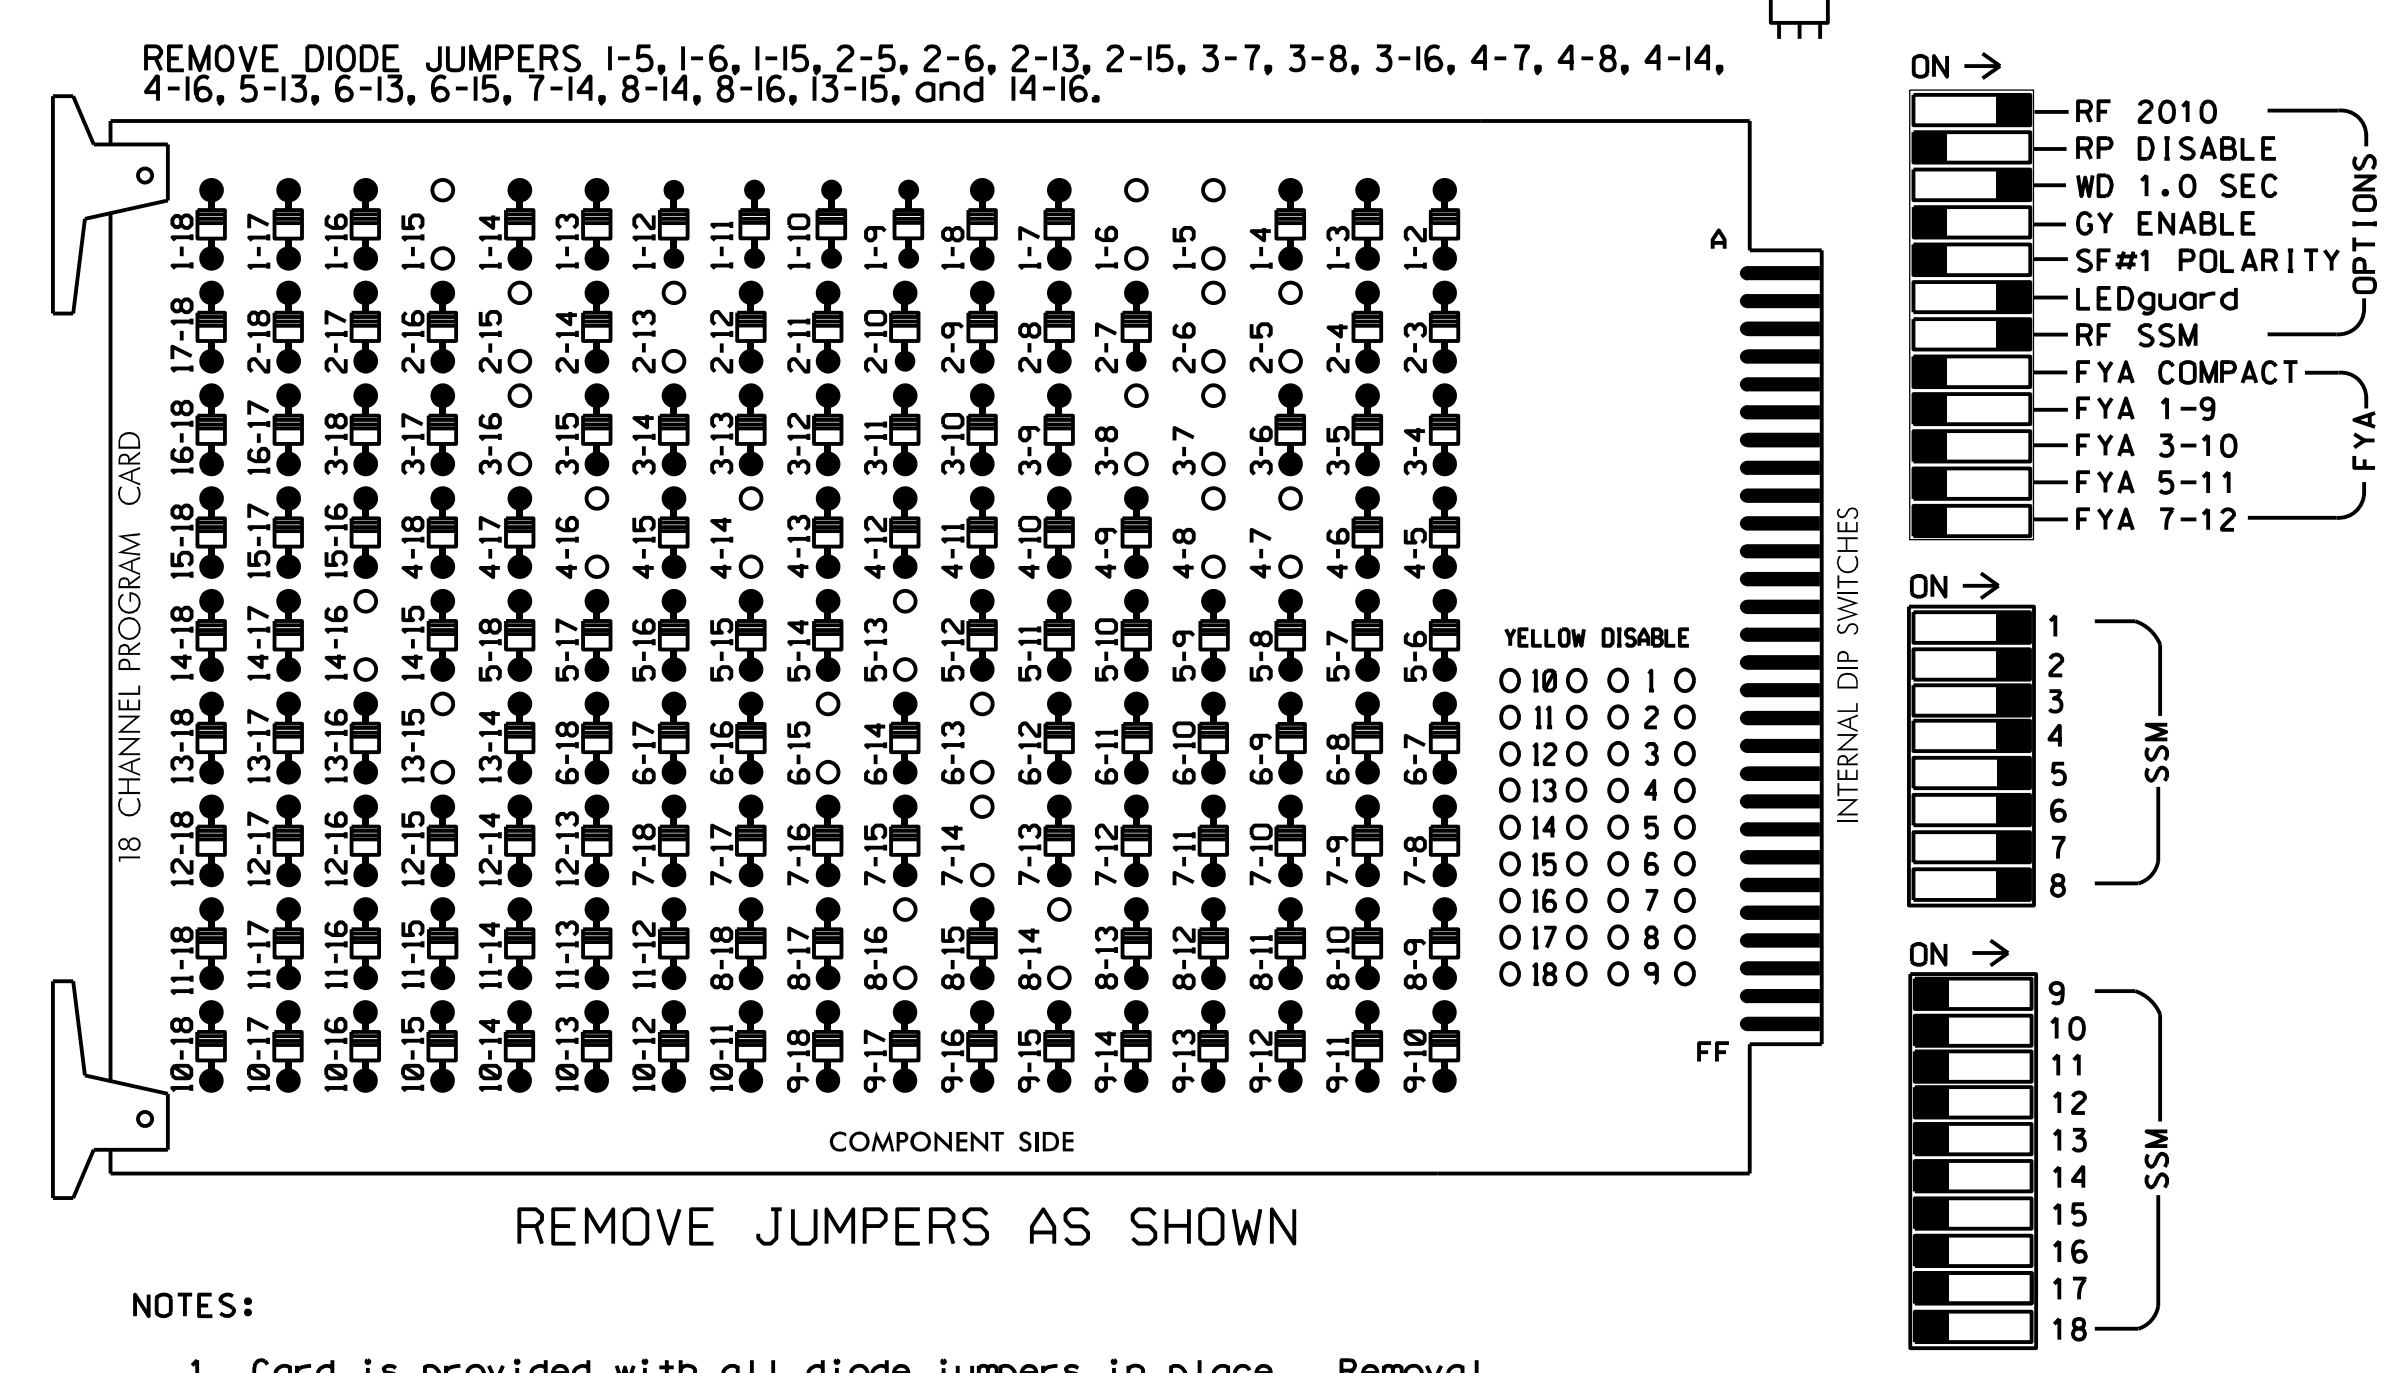 REMOVE DIODE JUMPERS 1-5, 1-6, 1-15, 2-5, 2-6, 2-13, 2-15, 3-7, 3-8, 3-16, 4-7, 4-8, 4-14,
4-16, 5-13, 6-13, 6-15, 7-14, 8-14, 8-16, 13-15, and 14-16.
18 CHANNEL PROGRAM CARD
1-18 1-17 1-16 1-15 1-14 1-13 1-12 1-11 1-10 1-9 1-8 1-7 1-6 1-5 1-4 1-3 1-2
17-18 2-18 2-17 2-16 2-15 2-14 2-13 2-12 2-11 2-10 2-9 2-8 2-7 2-6 2-5 2-4 2-3
16-18 16-17 3-18 3-17 3-16 3-15 3-14 3-13 3-12 3-11 3-10 3-9 3-8 3-7 3-6 3-5 3-4
15-18 15-17 15-16 4-18 4-17 4-16 4-15 4-14 4-13 4-12 4-11 4-10 4-9 4-8 4-7 4-6 4-5
14-18 14-17 14-16 14-15 5-18 5-17 5-16 5-15 5-14 5-13 5-12 5-11 5-10 5-9 5-8 5-7 5-6
13-18 13-17 13-16 13-15 13-14 6-18 6-17 6-16 6-15 6-14 6-13 6-12 6-11 6-10 6-9 6-8 6-7
12-18 12-17 12-16 12-15 12-14 12-13 7-18 7-17 7-16 7-15 7-14 7-13 7-12 7-11 7-10 7-9 7-8
11-18 11-17 11-16 11-15 11-14 11-13 11-12 8-18 8-17 8-16 8-15 8-14 8-13 8-12 8-11 8-10 8-9
10-18 10-17 10-16 10-15 10-14 10-13 10-12 10-11 9-18 9-17 9-16 9-15 9-14 9-13 9-12 9-11 9-10
A
YELLOW DISABLE
10 1
11 2
12 3
13 4
14 5
15 6
16 7
17 8
18 9
FF
COMPONENT SIDE
INTERNAL DIP SWITCHES
ON
RF 2010
RP DISABLE
WD 1.0 SEC
GY ENABLE
SF#1 POLARITY
LEDguard
RF SSM
OPTIONS
FYA COMPACT
FYA 1-9
FYA 3-10
FYA 5-11
FYA 7-12
FYA
ON
1
2
3
4
5
6
7
8
SSM
ON
9
10
11
12
13
14
15
16
17
18
SSM
REMOVE JUMPERS AS SHOWN
NOTES:
1. Card is provided with all diode jumpers in place. Removal